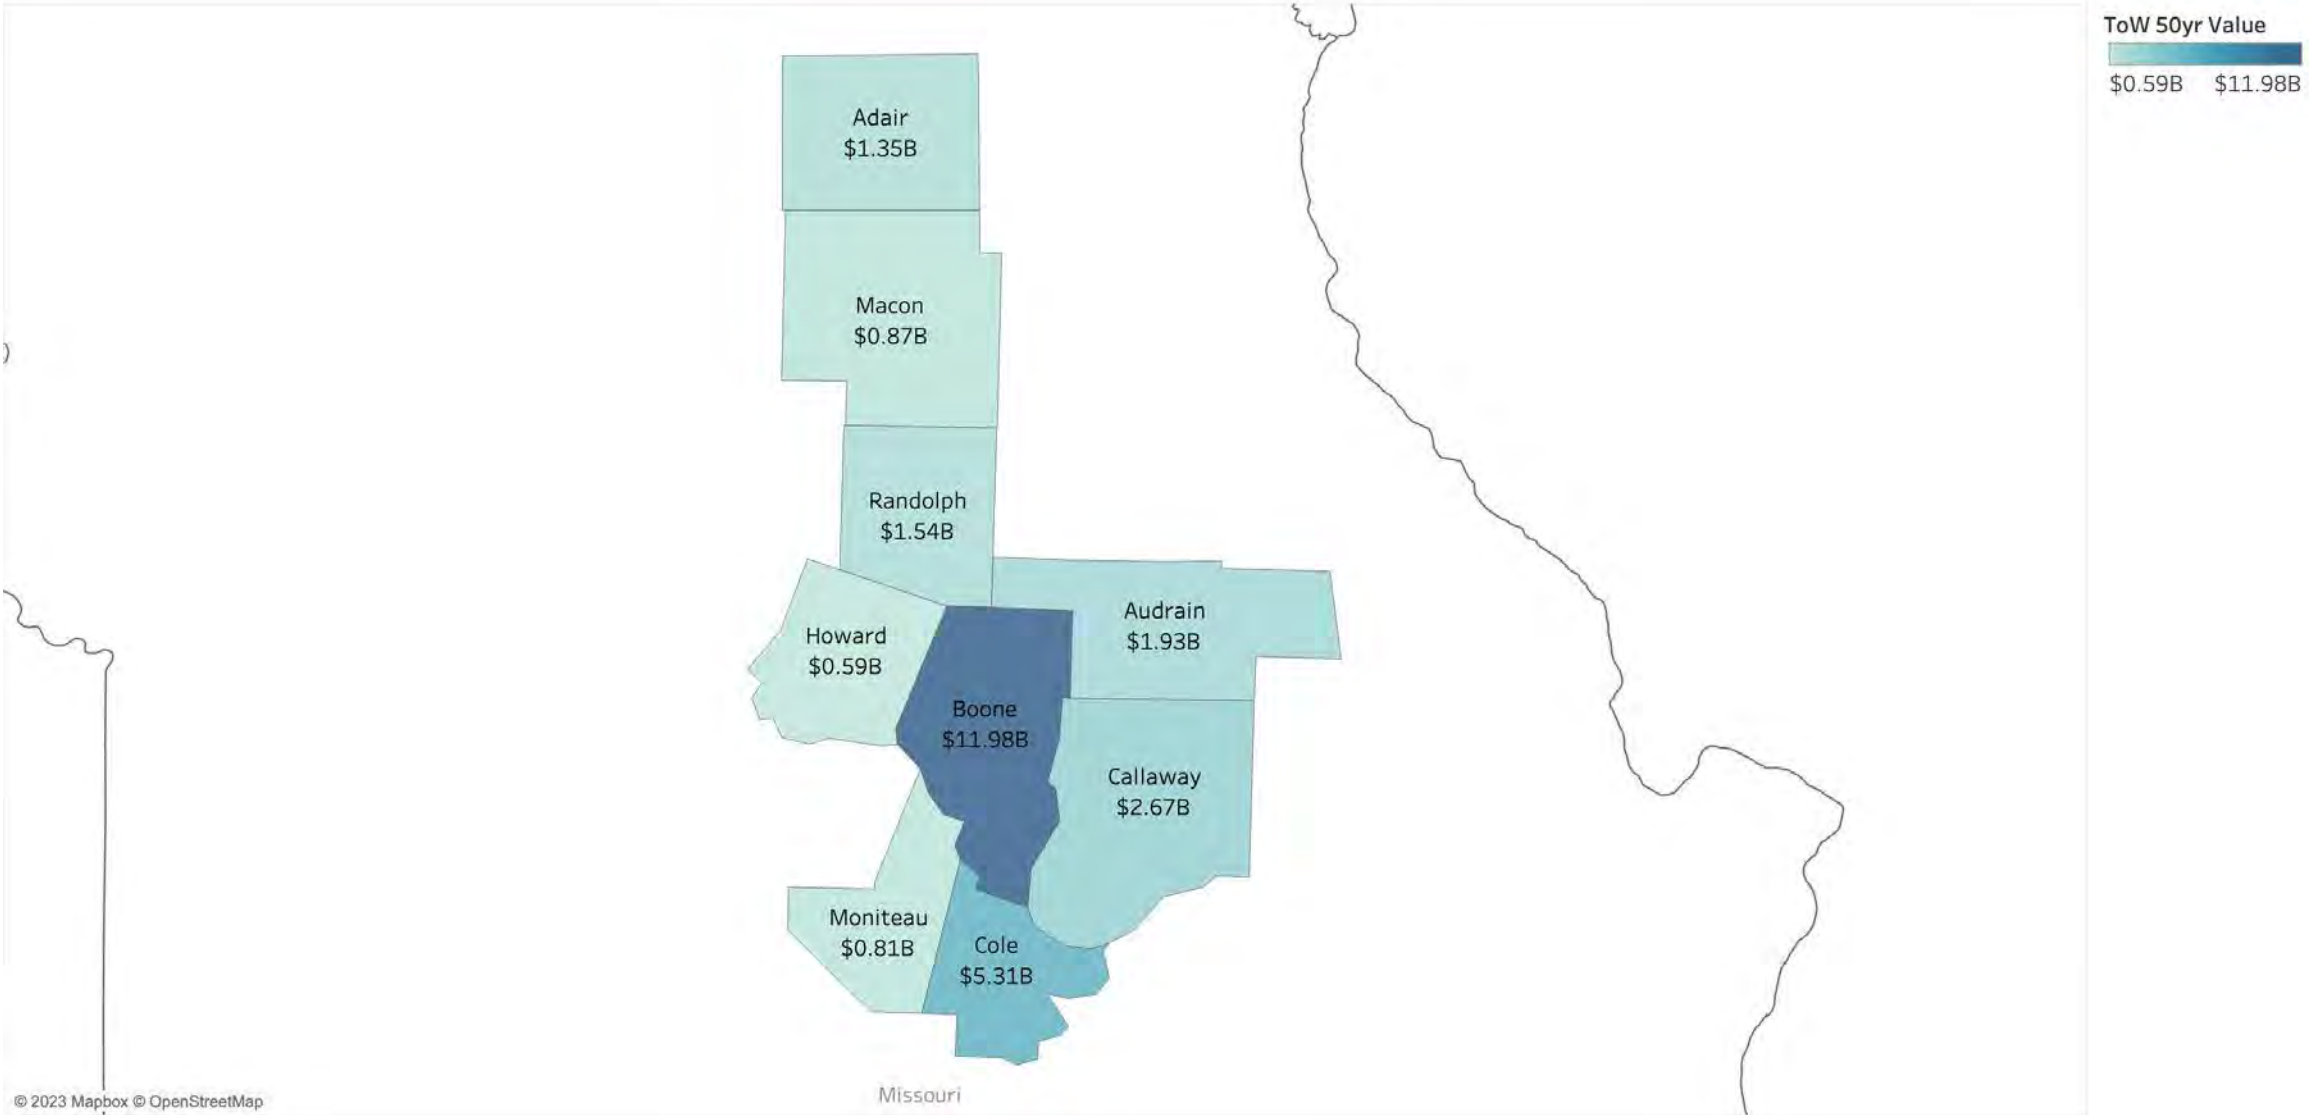 ToW 50yr Value
$0.59B $11.98B
Adair
$1.35B
Macon
$0.87B
Randolph
$1.54B
Howard
$0.59B
Audrain
$1.93B
Boone
$11.98B
Callaway
$2.67B
Moniteau
$0.81B
Cole
$5.31B
Missouri
© 2023 Mapbox © OpenStreetMap